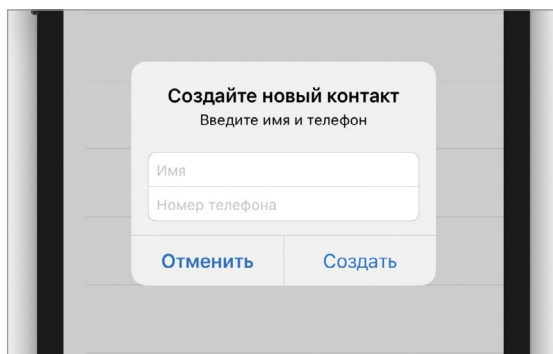 Создайте новый контакт
Введите имя и телефон
Имя
Номер телефона
Отменить
Создать